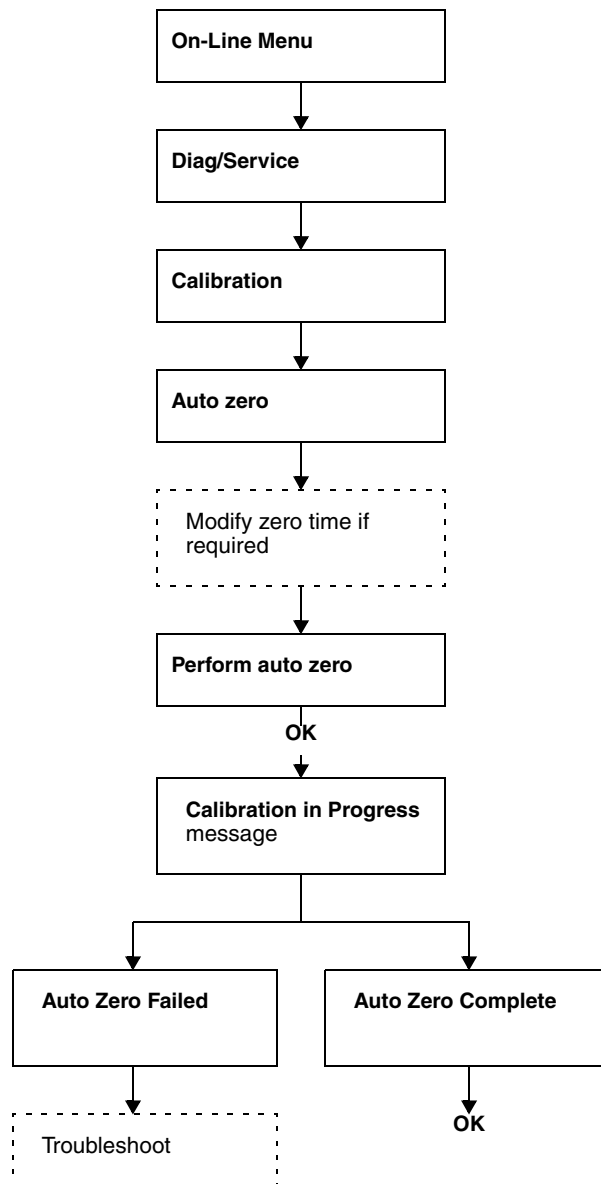 On-Line Menu
Diag/Service
Calibration
Auto zero
Modify zero time if
required
Perform auto zero
OK
Calibration in Progress
message
Auto Zero Failed
Auto Zero Complete
Troubleshoot
OK